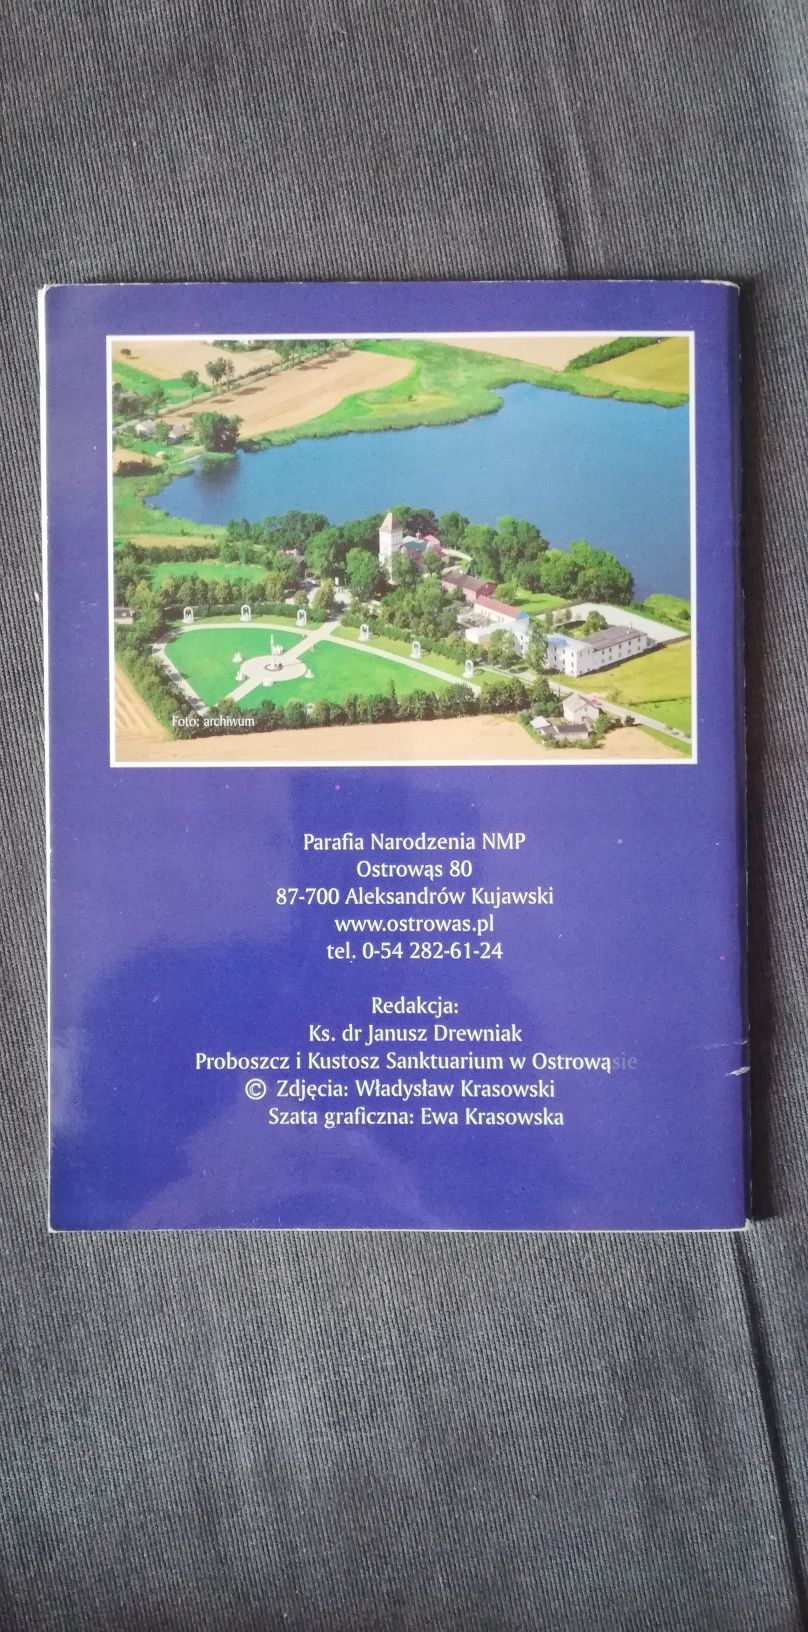 Foto: archiwum
Parafia Narodzenia NMP
Ostrowąs 80
87-700 Aleksandrów Kujawski
www.ostrowas.pl
tel. 0-54 282-61-24
Redakcja:
Ks. dr Janusz Drewniak
Proboszcz i Kustosz Sanktuarium w Ostrowąsie
© Zdjęcia: Władysław Krasowski
Szata graficzna: Ewa Krasowska